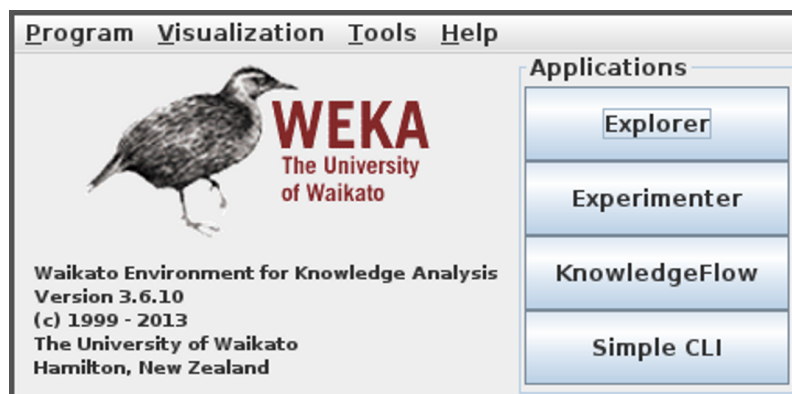 Program Visualization Tools Help
WEKA
The University
of Waikato
Waikato Environment for Knowledge Analysis
Version 3.6.10
(c) 1999 - 2013
The University of Waikato
Hamilton, New Zealand
Applications
Explorer
Experimenter
KnowledgeFlow
Simple CLI